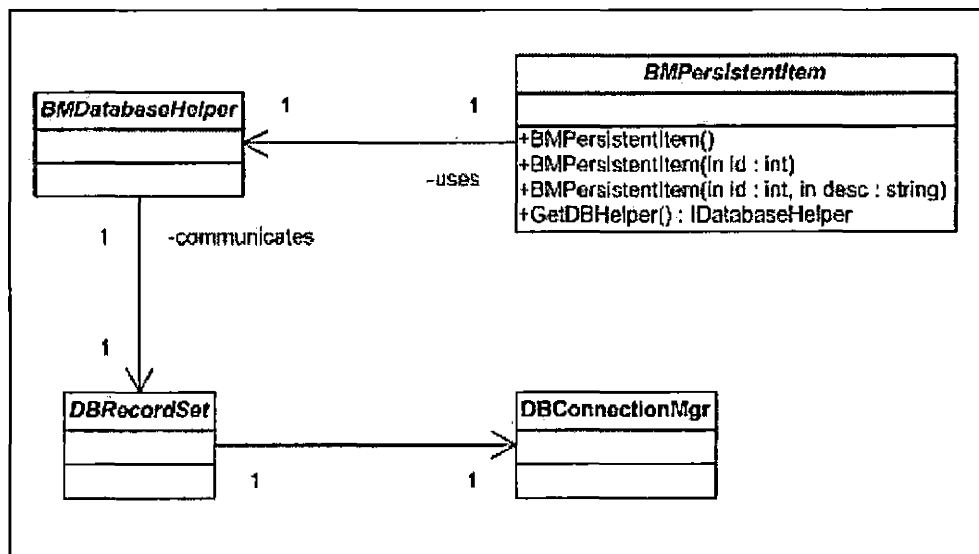 BMPersistentItem
BMDatabaseHelper
1
1
+BMPersistentItem()
+BMPersistentItem(in id : int)
+BMPersistentItem(in id : int, in desc : string)
+GetDBHelper() : IDatabaseHelper
-uses
1
-communicates
1
DBRecordSet
DBConnectionMgr
1
1